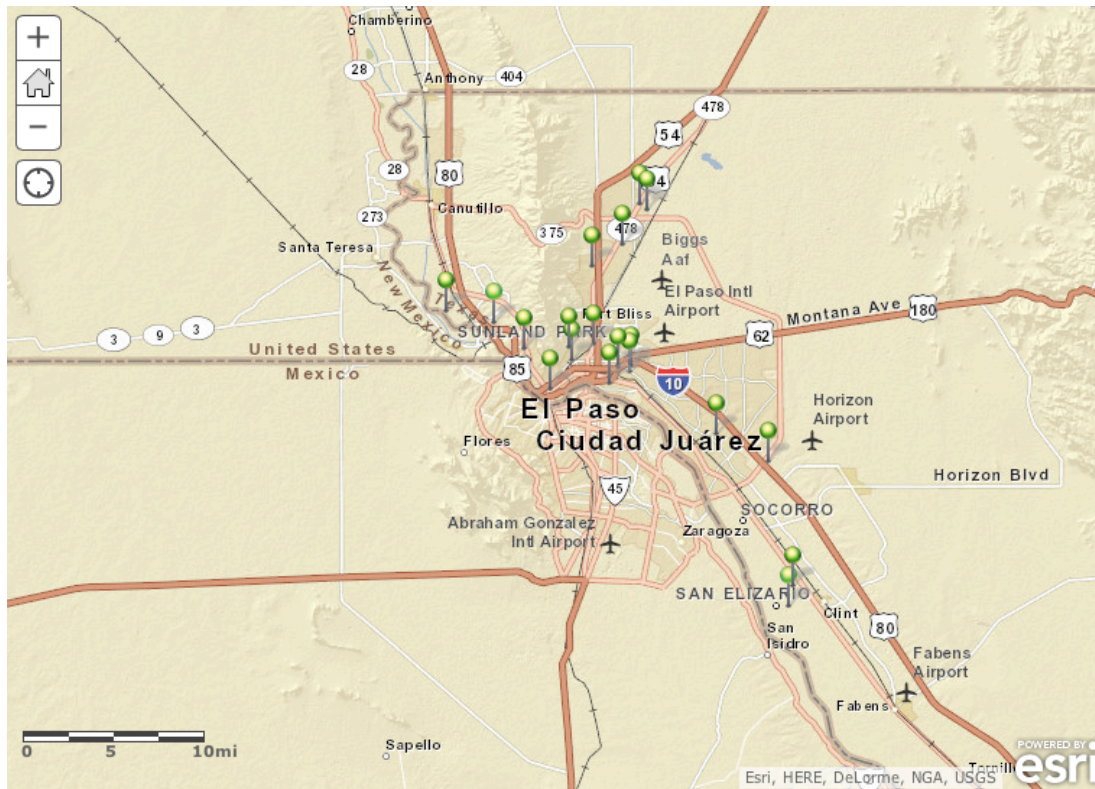 +
−
Chamberino
28
Anthony
404
478
54
28
80
54
Canutillo
273
375
478
Santa Teresa
Biggs
Aaf
El Paso Intl
Airport
New Mexico
Texas
Fort Bliss
Montana Ave
180
SUNLAND PARK
3
9
3
62
United States
Mexico
85
10
El Paso
Ciudad Juárez
Horizon
Airport
Flores
Horizon Blvd
45
SOCORRO
Abraham Gonzalez
Intl Airport
Zaragoza
SAN ELIZARIO
Clint
San
Isidro
80
Fabens
Airport
Fabens
0 5 10mi
Sapello
POWERED BY
esri
Esri, HERE, DeLorme, NGA, USGS